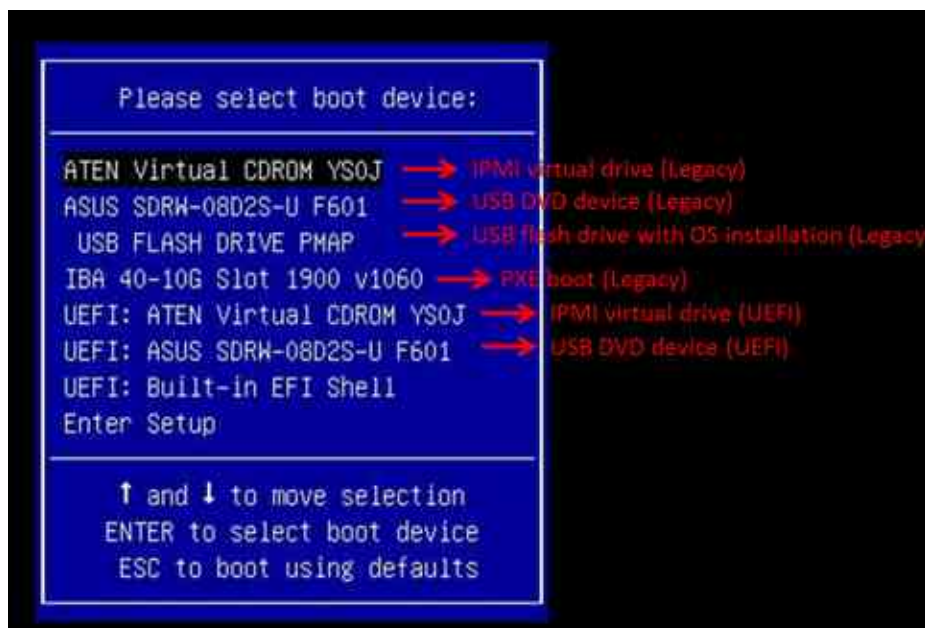 Please select boot device:
ATEN Virtual CDROM YS0J → IPMI virtual drive (Legacy)
ASUS SDRW-08D2S-U F601 → USB DVD device (Legacy)
USB FLASH DRIVE PMAP → USB flash drive with OS installation (Legacy
IBA 40-10G Slot 1900 v1060 → PXE boot (Legacy)
UEFI: ATEN Virtual CDROM YS0J → IPMI virtual drive (UEFI)
UEFI: ASUS SDRW-08D2S-U F601 → USB DVD device (UEFI)
UEFI: Built-in EFI Shell
Enter Setup
↑ and ↓ to move selection
ENTER to select boot device
ESC to boot using defaults